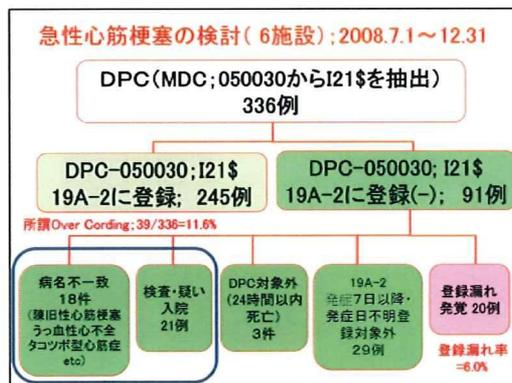 急性心筋梗塞の検討( 6施設) ;2008.7.1〜12.31
DPC(MDC;050030からI21$を抽出)
336例
DPC-050030;I21$
19A-2に登録; 245例
DPC-050030; I21$
19A-2に登録(-); 91例
所謂Over Cording;39/336=11.6%
病名不一致
18件
(陳旧性心筋梗塞
うっ血性心不全
タコツボ型心筋症
etc)
検査・疑い
入院
21例
DPC対象外
(24時間以内
死亡)
3件
19A-2
発症7日以降・
発症日不明登
録対象外
29例
登録漏れ
発覚 20例
登録漏れ率
=6.0%